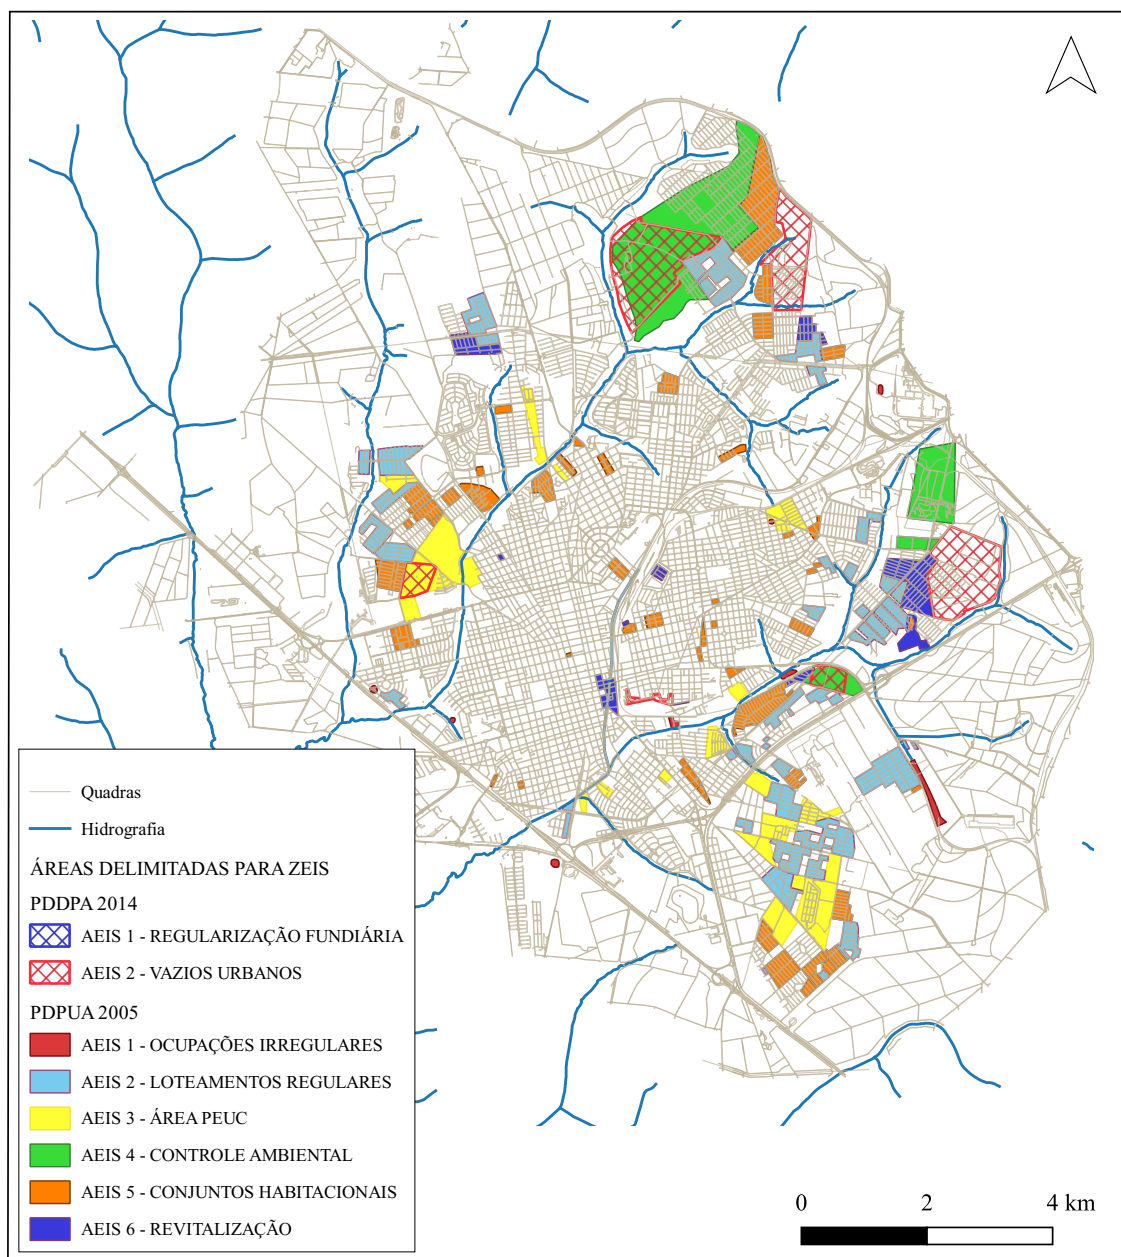 Quadras
Hidrografia
ÁREAS DELIMITADAS PARA ZEIS
PDDPA 2014
AEIS 1 - REGULARIZAÇÃO FUNDIÁRIA
AEIS 2 - VAZIOS URBANOS
PDPUA 2005
AEIS 1 - OCUPAÇÕES IRREGULARES
AEIS 2 - LOTEAMENTOS REGULARES
AEIS 3 - ÁREA PEUC
AEIS 4 - CONTROLE AMBIENTAL
AEIS 5 - CONJUNTOS HABITACIONAIS
AEIS 6 - REVITALIZAÇÃO
0 2 4 km